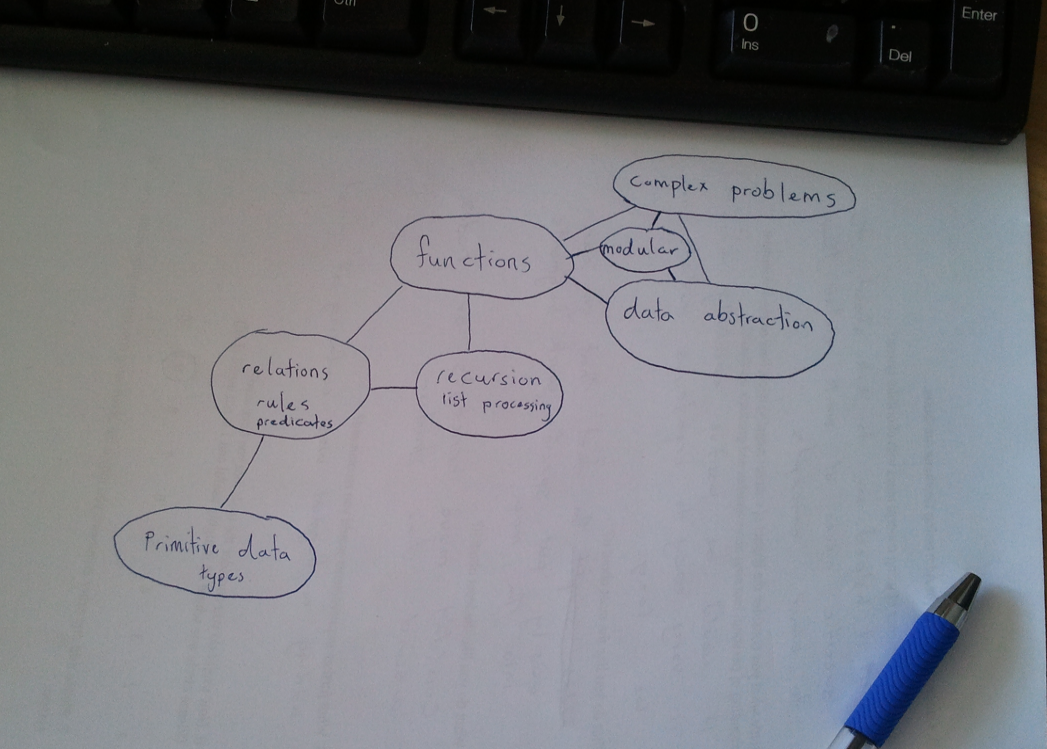 Ctrl
0
Ins
.
Del
Enter
complex problems
functions
modular
data abstraction
relations
rules
predicates
recursion
list processing
Primitive data
types